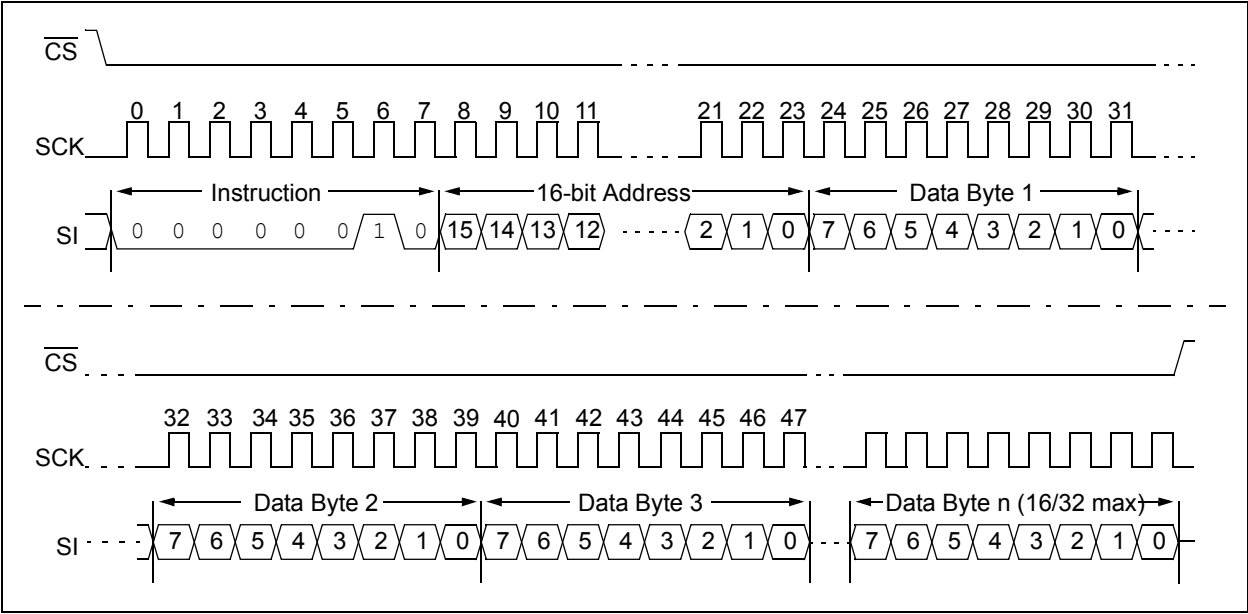 CS
0 1 2 3 4 5 6 7 8 9 10 11 21 22 23 24 25 26 27 28 29 30 31
SCK
Instruction 16-bit Address Data Byte 1
SI 0 0 0 0 0 0 1 0 15 14 13 12 2 1 0 7 6 5 4 3 2 1 0
CS
32 33 34 35 36 37 38 39 40 41 42 43 44 45 46 47
SCK
Data Byte 2 Data Byte 3 Data Byte n (16/32 max)
SI 7 6 5 4 3 2 1 0 7 6 5 4 3 2 1 0 7 6 5 4 3 2 1 0